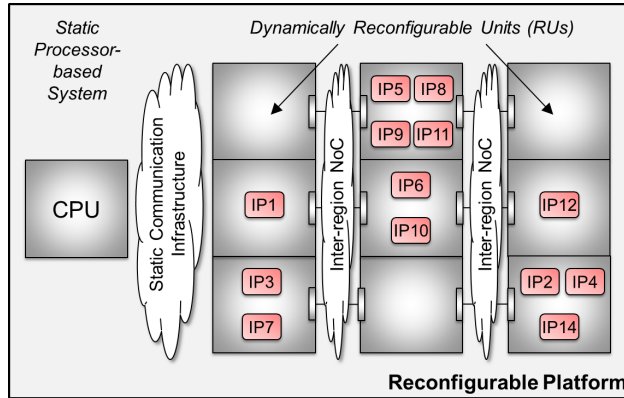 Static
Processor-
based
System
Dynamically Reconfigurable Units (RUs)
CPU
Static Communication
Infrastructure
IP1
IP3
IP7
Inter-region NoC
IP5 IP8
IP9 IP11
IP6
IP10
Inter-region NoC
IP12
IP2 IP4
IP14
Reconfigurable Platform